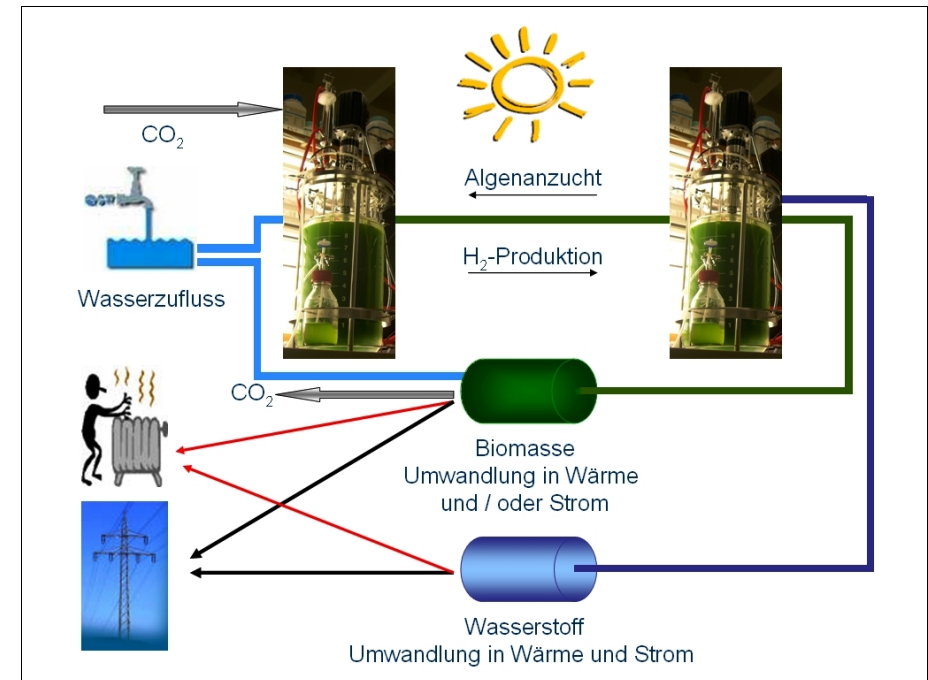 CO₂
Algenanzucht
H₂-Produktion
Wasserzufluss
CO₂
Biomasse
Umwandlung in Wärme
und / oder Strom
Wasserstoff
Umwandlung in Wärme und Strom